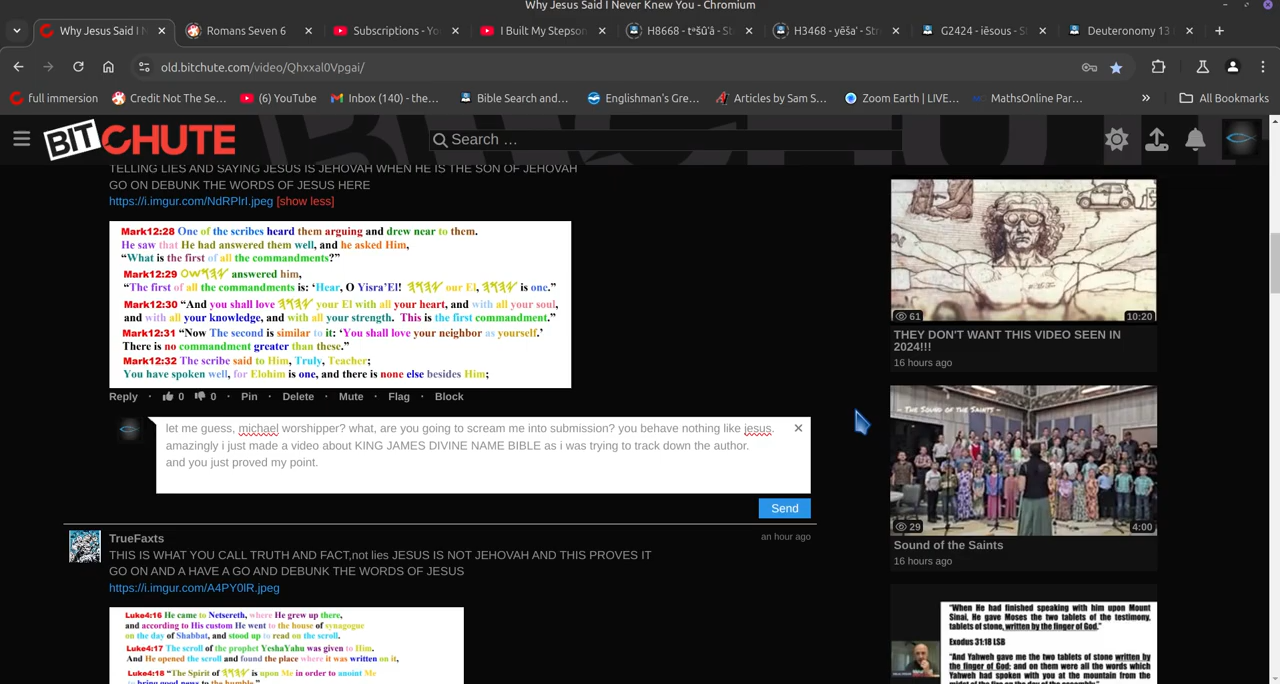 Why Jesus Said I Never Knew You - Chromium
Why Jesus Said I N
Romans Seven 6
Subscriptions - Yo
I Built My Stepson
H8668 - tᵊšûʿâ - St
H3468 - yēšaʿ - Str
G2424 - iēsous - St
Deuteronomy 13
old.bitchute.com/video/Qhxxal0Vpgai/
full immersion
Credit Not The Se...
(6) YouTube
Inbox (140) - the...
Bible Search and...
Englishman's Gre...
Articles by Sam S...
Zoom Earth | LIVE...
MathsOnline Par...
»
All Bookmarks
BITCHUTE
Search ...
TELLING LIES AND SAYING JESUS IS JEHOVAH WHEN HE IS THE SON OF JEHOVAH
GO ON DEBUNK THE WORDS OF JESUS HERE
https://i.imgur.com/NdRPlrI.jpeg [show less]
Mark12:28 One of the scribes heard them arguing and drew near to them.
He saw that He had answered them well, and he asked Him,
"What is the first of all the commandments?"
Mark12:29 answered him,
"The first of all the commandments is: 'Hear, O Yisra'El! 𐤉𐤄𐤅𐤄 our El, 𐤉𐤄𐤅𐤄 is one."
Mark12:30 "And you shall love 𐤉𐤄𐤅𐤄 your El with all your heart, and with all your soul,
and with all your knowledge, and with all your strength. This is the first commandment."
Mark12:31 "Now The second is similar to it: 'You shall love your neighbor as yourself.'
There is no commandment greater than these."
Mark12:32 The scribe said to Him, Truly, Teacher;
You have spoken well, for Elohim is one, and there is none else besides Him;
Reply · 0 0 · Pin · Delete · Mute · Flag · Block
let me guess, michael worshipper? what, are you going to scream me into submission? you behave nothing like jesus.
amazingly i just made a video about KING JAMES DIVINE NAME BIBLE as i was trying to track down the author.
and you just proved my point.
Send
TrueFaxts
an hour ago
THIS IS WHAT YOU CALL TRUTH AND FACT,not lies JESUS IS NOT JEHOVAH AND THIS PROVES IT
GO ON AND A HAVE A GO AND DEBUNK THE WORDS OF JESUS
https://i.imgur.com/A4PY0lR.jpeg
Luke4:16 He came to Netsereth, where He grew up there,
and according to His custom He went to the house of synagogue
on the day of Shabbat, and stood up to read on the scroll.
Luke4:17 The scroll of the prophet YeshaYahu was given to Him.
And He opened the scroll and found the place where it was written on it,
Luke4:18 "The Spirit of 𐤉𐤄𐤅𐤄 is upon Me in order to anoint Me
to bring good news to the humble."
61
10:20
THEY DON'T WANT THIS VIDEO SEEN IN
2024!!!
16 hours ago
- The SOUND OF THE SAINTS -
29
4:00
Sound of the Saints
16 hours ago
"When He had finished speaking with him upon Mount
Sinai, He gave Moses the two tablets of the testimony,
tablets of stone, written by the finger of God."
Exodus 31:18 LSB
"And Yahweh gave me the two tablets of stone written by
the finger of God; and on them were all the words which
Yahweh had spoken with you at the mountain from the
midst of the fire on the day of the assembly."